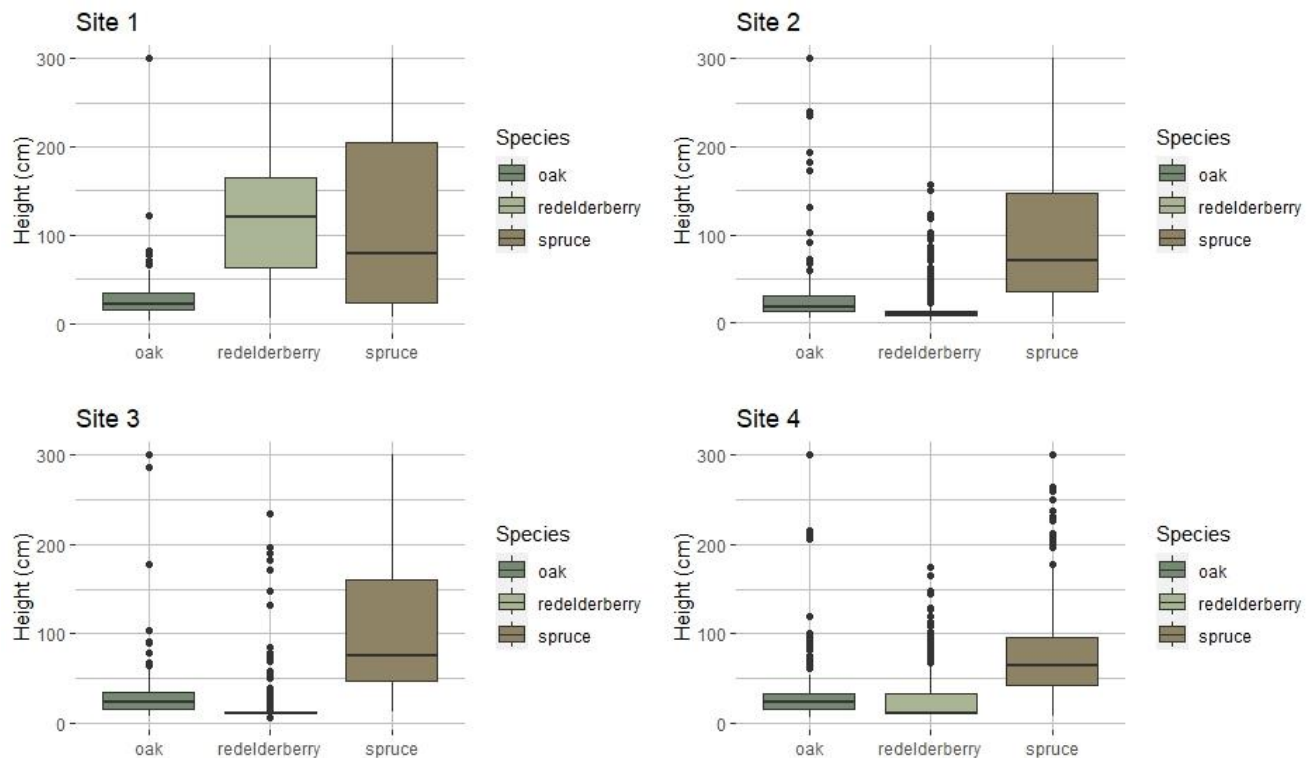 Site 1
Height (cm)
300
200
100
0
oak
redelderberry
spruce
Species
oak
redelderberry
spruce
Site 2
Height (cm)
300
200
100
0
oak
redelderberry
spruce
Species
oak
redelderberry
spruce
Site 3
Height (cm)
300
200
100
0
oak
redelderberry
spruce
Species
oak
redelderberry
spruce
Site 4
Height (cm)
300
200
100
0
oak
redelderberry
spruce
Species
oak
redelderberry
spruce